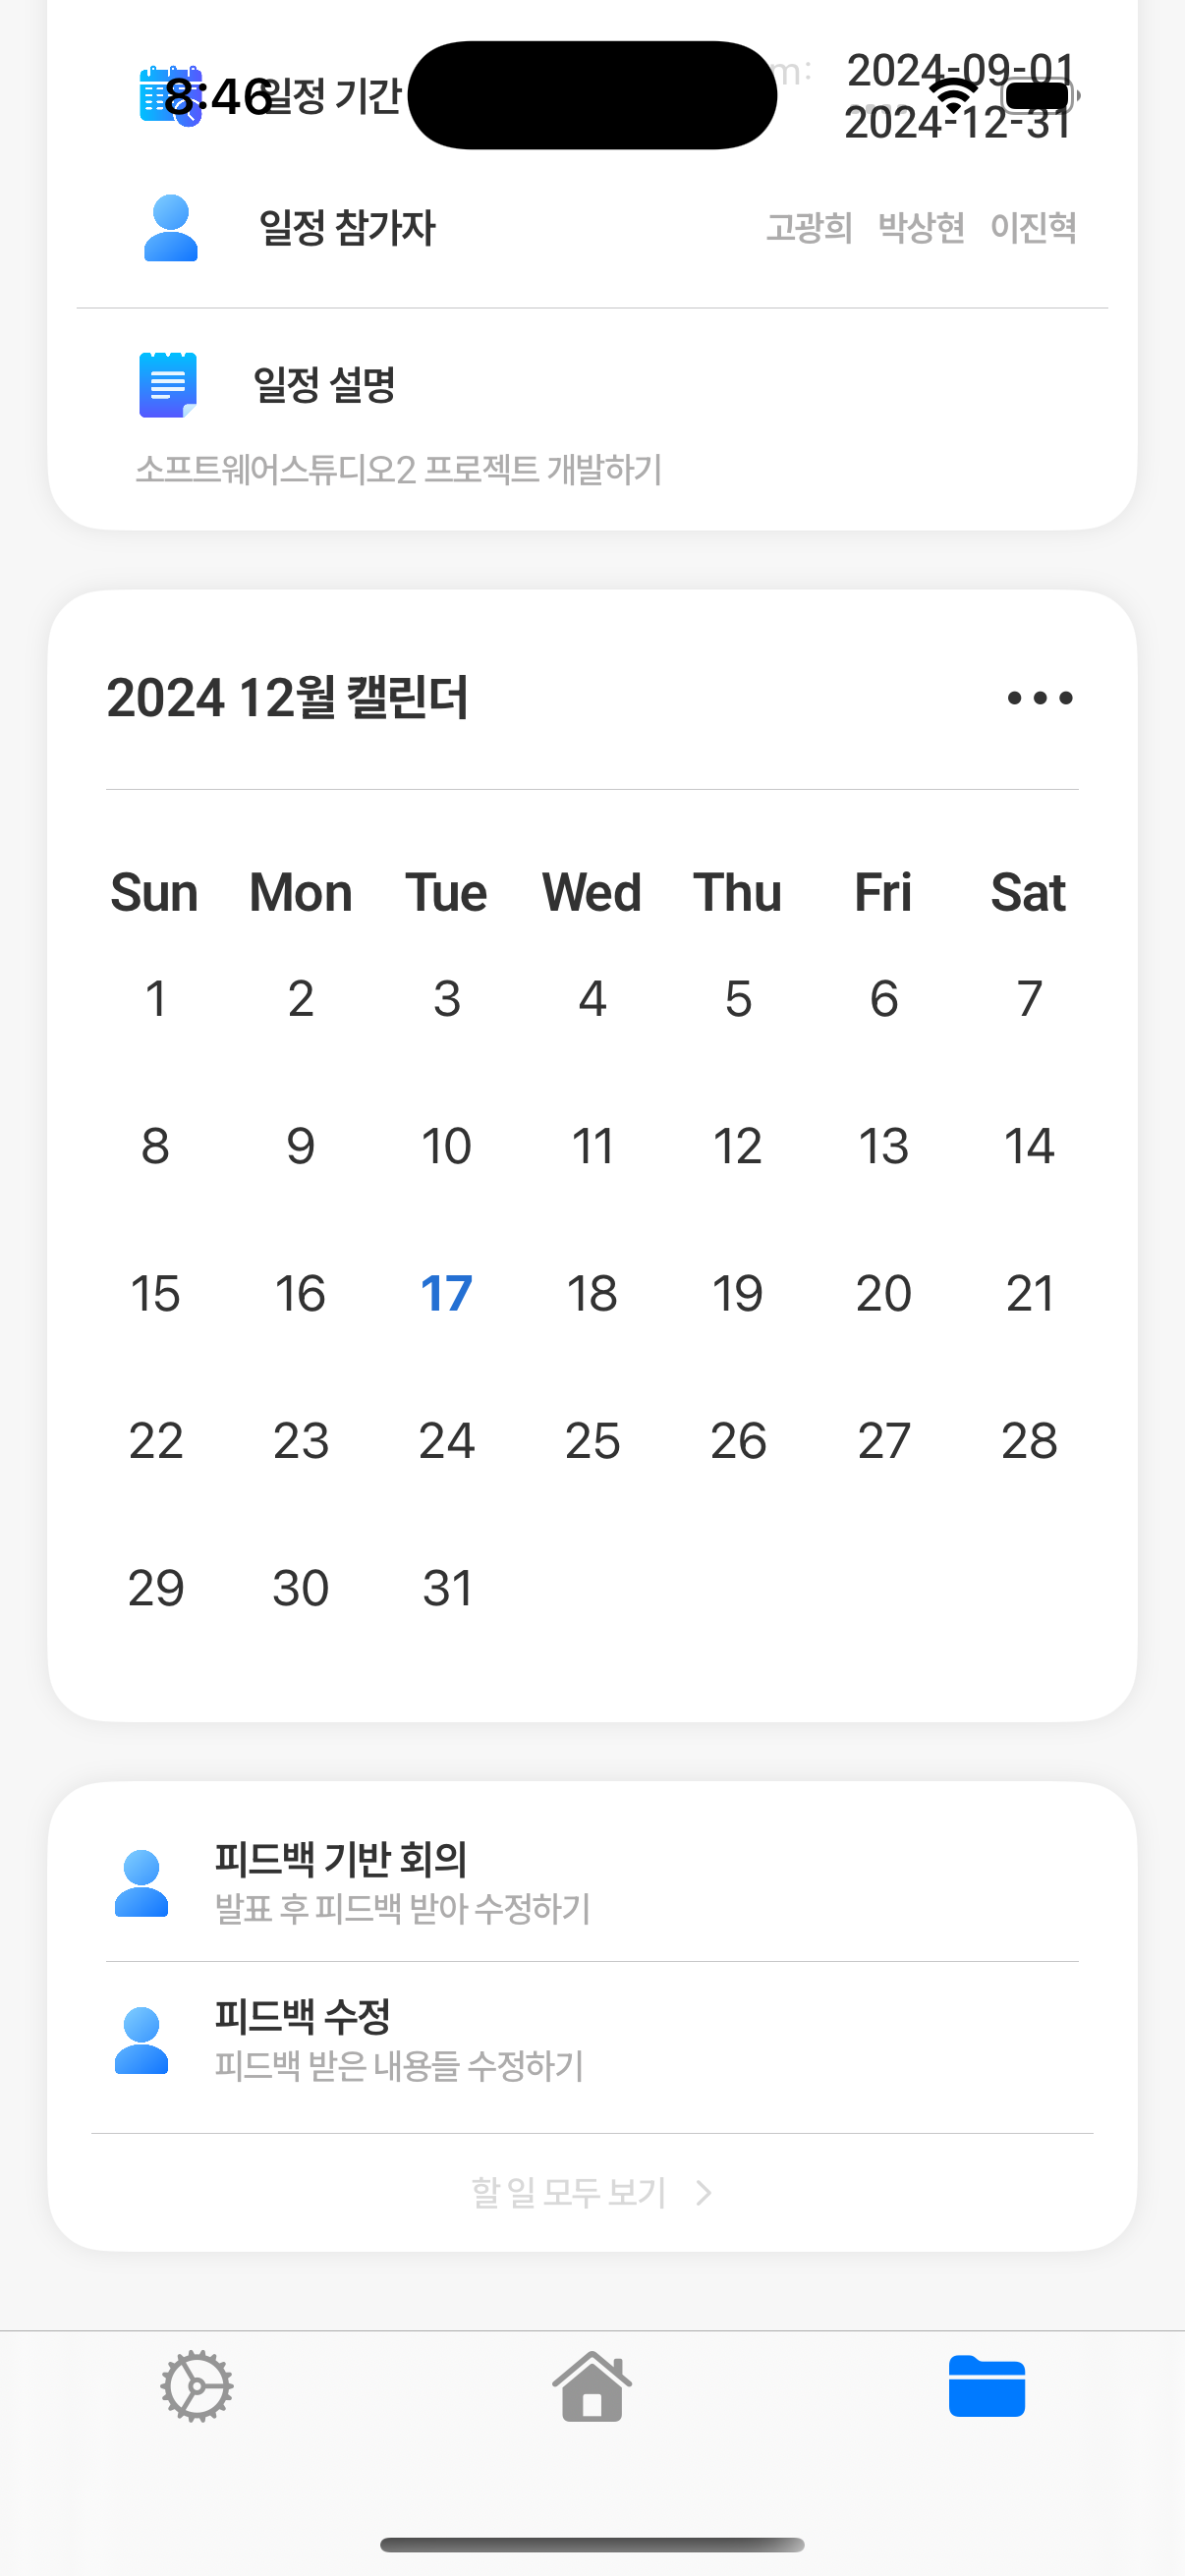 8:46
일정 기간
m:
2024-09-01
2024-12-31
일정 참가자
고광희 박상현 이진혁
일정 설명
소프트웨어스튜디오2 프로젝트 개발하기
2024 12월 캘린더
Sun Mon Tue Wed Thu Fri Sat
1 2 3 4 5 6 7
8 9 10 11 12 13 14
15 16 17 18 19 20 21
22 23 24 25 26 27 28
29 30 31
피드백 기반 회의
발표 후 피드백 받아 수정하기
피드백 수정
피드백 받은 내용들 수정하기
할 일 모두 보기